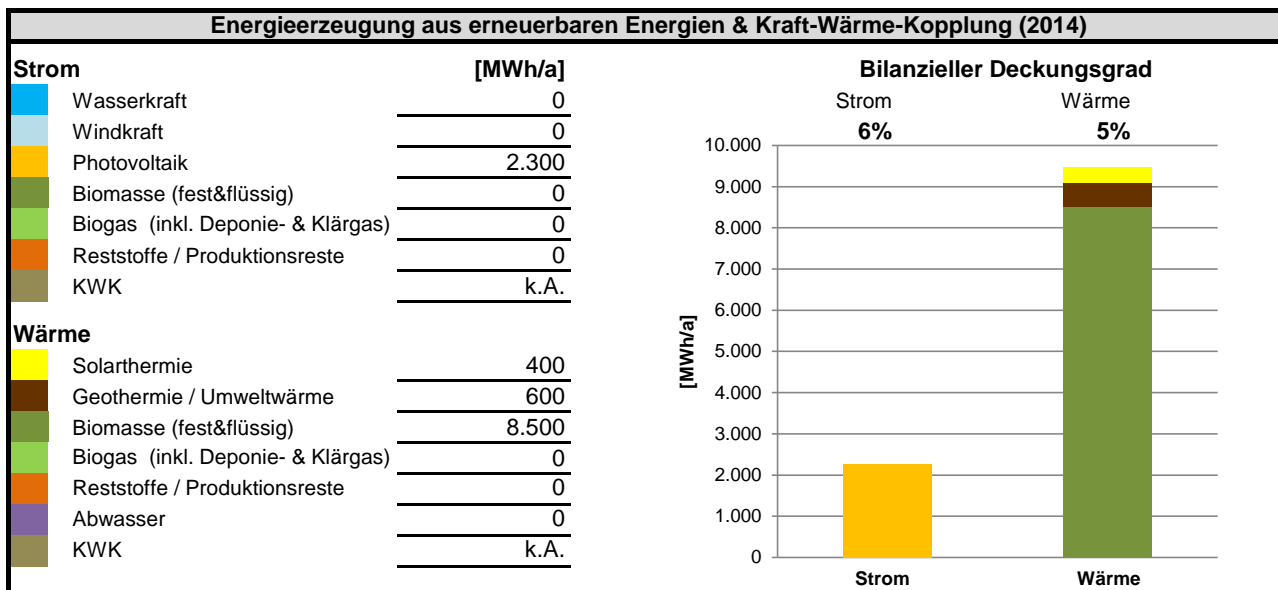 Energieerzeugung aus erneuerbaren Energien & Kraft-Wärme-Kopplung (2014)
Strom [MWh/a]
Wasserkraft 0
Windkraft 0
Photovoltaik 2.300
Biomasse (fest&flüssig) 0
Biogas (inkl. Deponie- & Klärgas) 0
Reststoffe / Produktionsreste 0
KWK k.A.
Wärme
Solarthermie 400
Geothermie / Umweltwärme 600
Biomasse (fest&flüssig) 8.500
Biogas (inkl. Deponie- & Klärgas) 0
Reststoffe / Produktionsreste 0
Abwasser 0
KWK k.A.
Bilanzieller Deckungsgrad
Strom Wärme
6% 5%
[MWh/a]
10.000
9.000
8.000
7.000
6.000
5.000
4.000
3.000
2.000
1.000
0
Strom Wärme